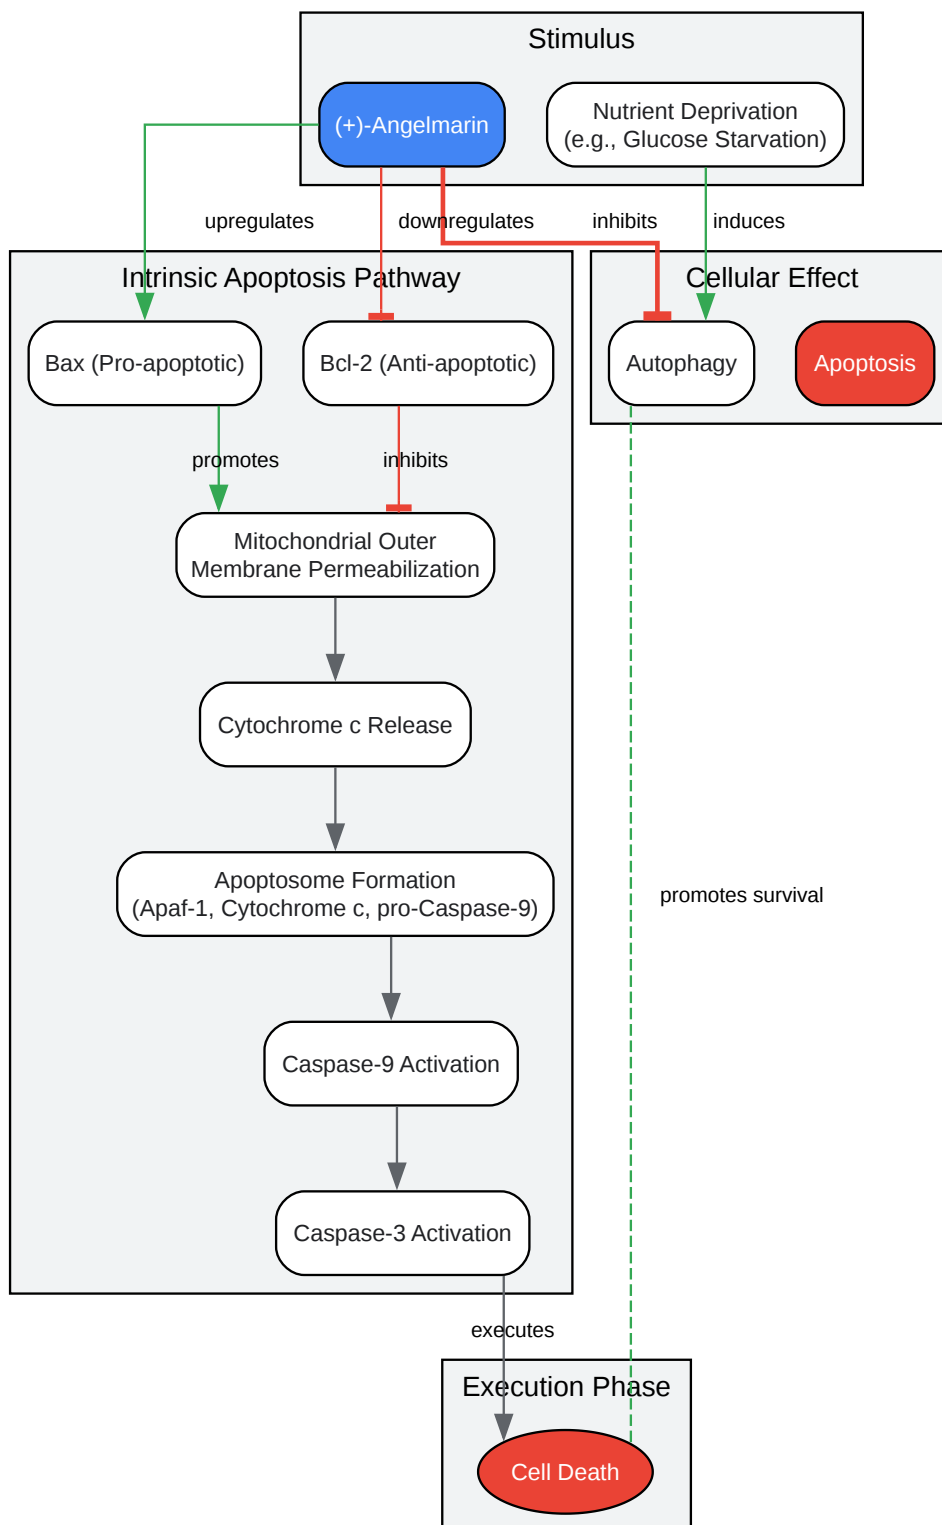 Stimulus
(+)-Angelmarin
Nutrient Deprivation
(e.g., Glucose Starvation)
upregulates
downregulates
inhibits
induces
Intrinsic Apoptosis Pathway
Cellular Effect
Bax (Pro-apoptotic)
Bcl-2 (Anti-apoptotic)
Autophagy
Apoptosis
promotes
inhibits
Mitochondrial Outer
Membrane Permeabilization
Cytochrome c Release
Apoptosome Formation
(Apaf-1, Cytochrome c, pro-Caspase-9)
promotes survival
Caspase-9 Activation
Caspase-3 Activation
executes
Execution Phase
Cell Death